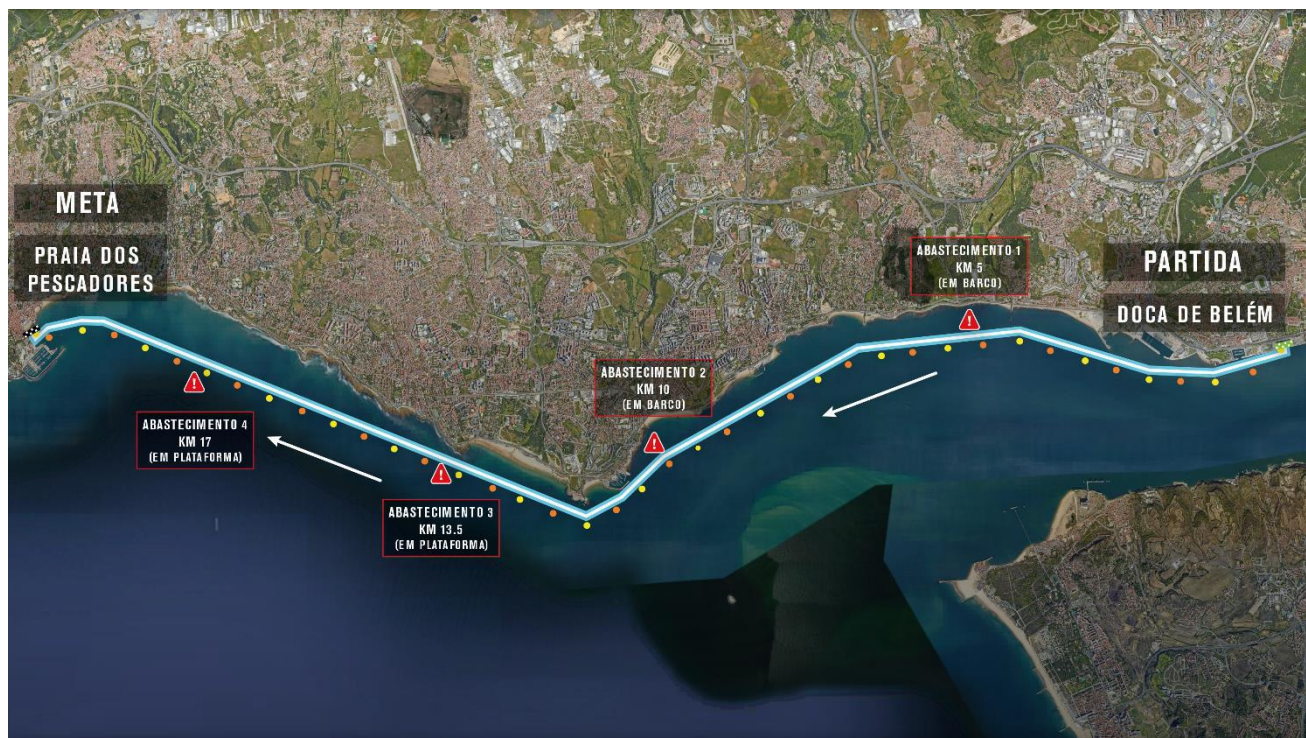 META
PRAIA DOS
PESCADORES
ABASTECIMENTO 1
KM 5
(EM BARCO)
PARTIDA
DOCA DE BELÉM
ABASTECIMENTO 2
KM 10
(EM BARCO)
ABASTECIMENTO 4
KM 17
(EM PLATAFORMA)
ABASTECIMENTO 3
KM 13.5
(EM PLATAFORMA)